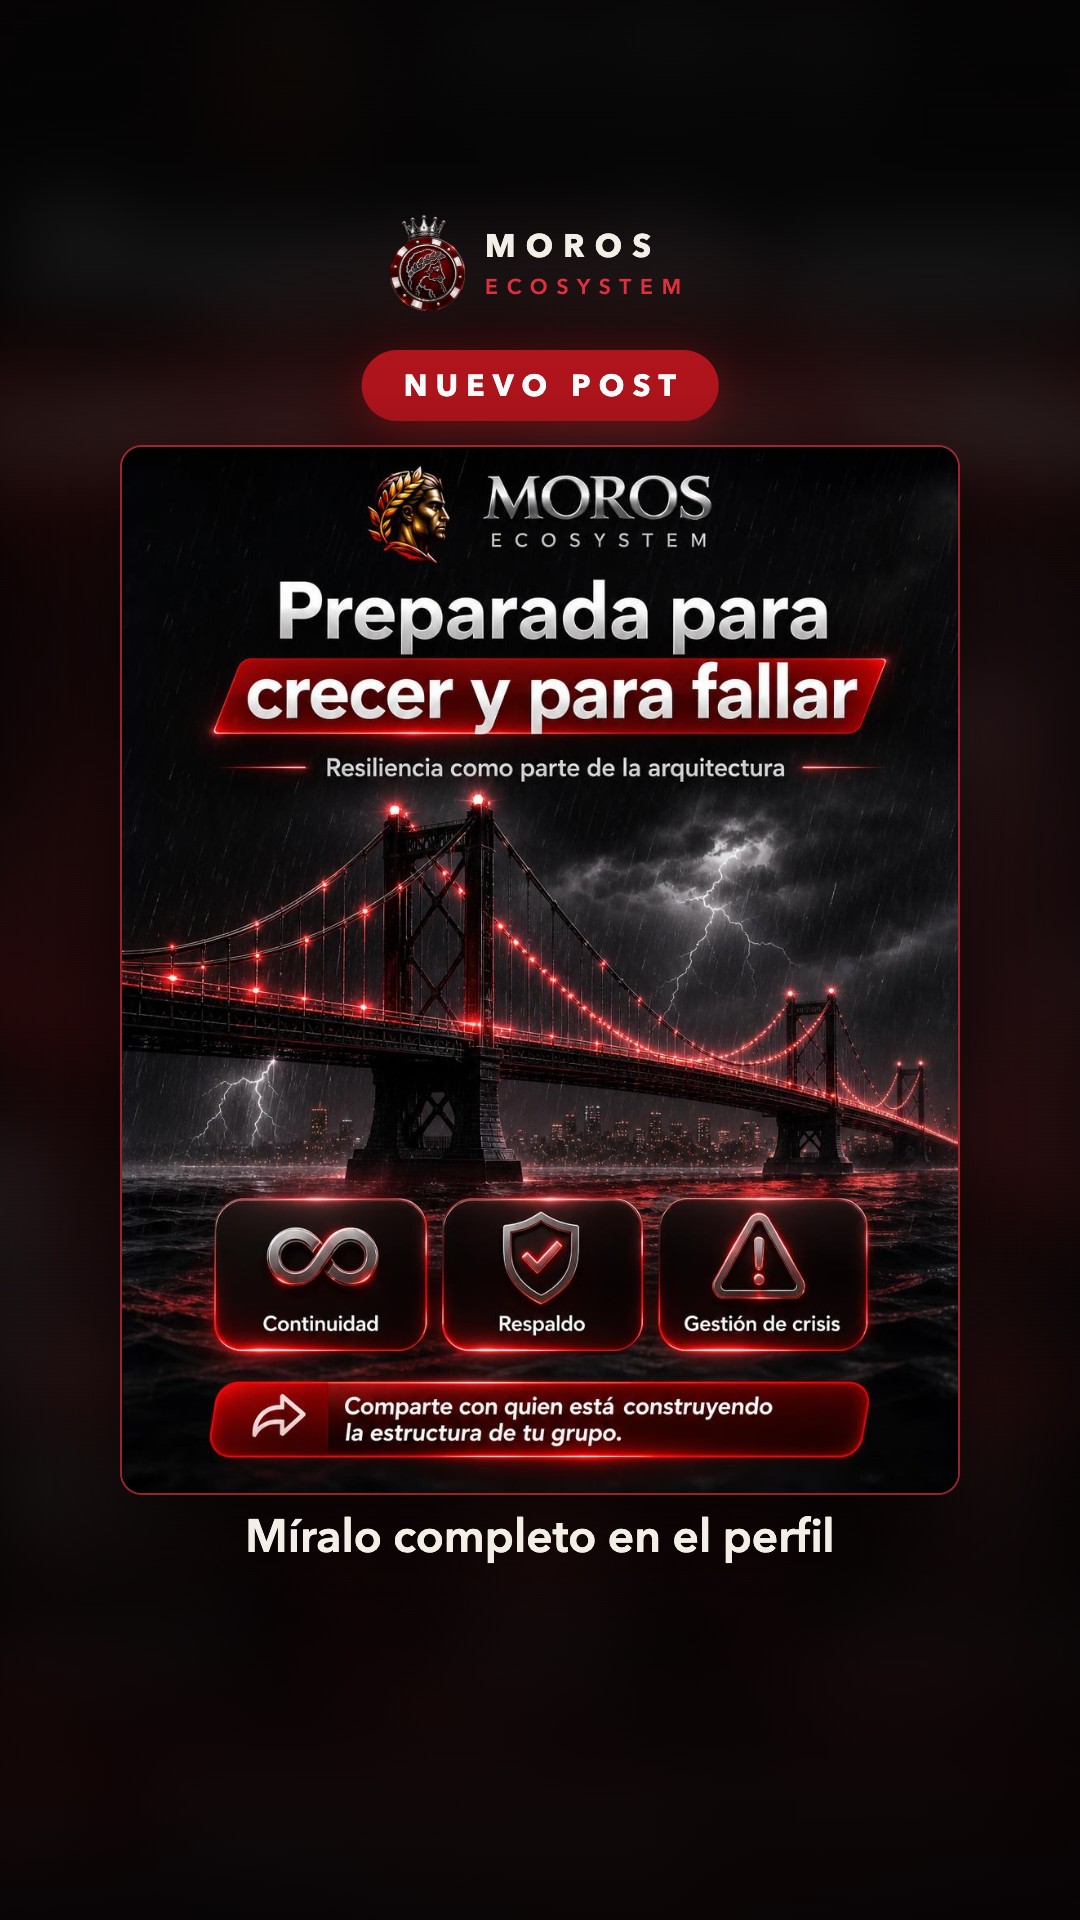 MOROS
ECOSYSTEM
NUEVO POST
MOROS
ECOSYSTEM
Preparada para
crecer y para fallar
Resiliencia como parte de la arquitectura
Continuidad
Respaldo
Gestión de crisis
Comparte con quien está construyendo
la estructura de tu grupo.
Míralo completo en el perfil